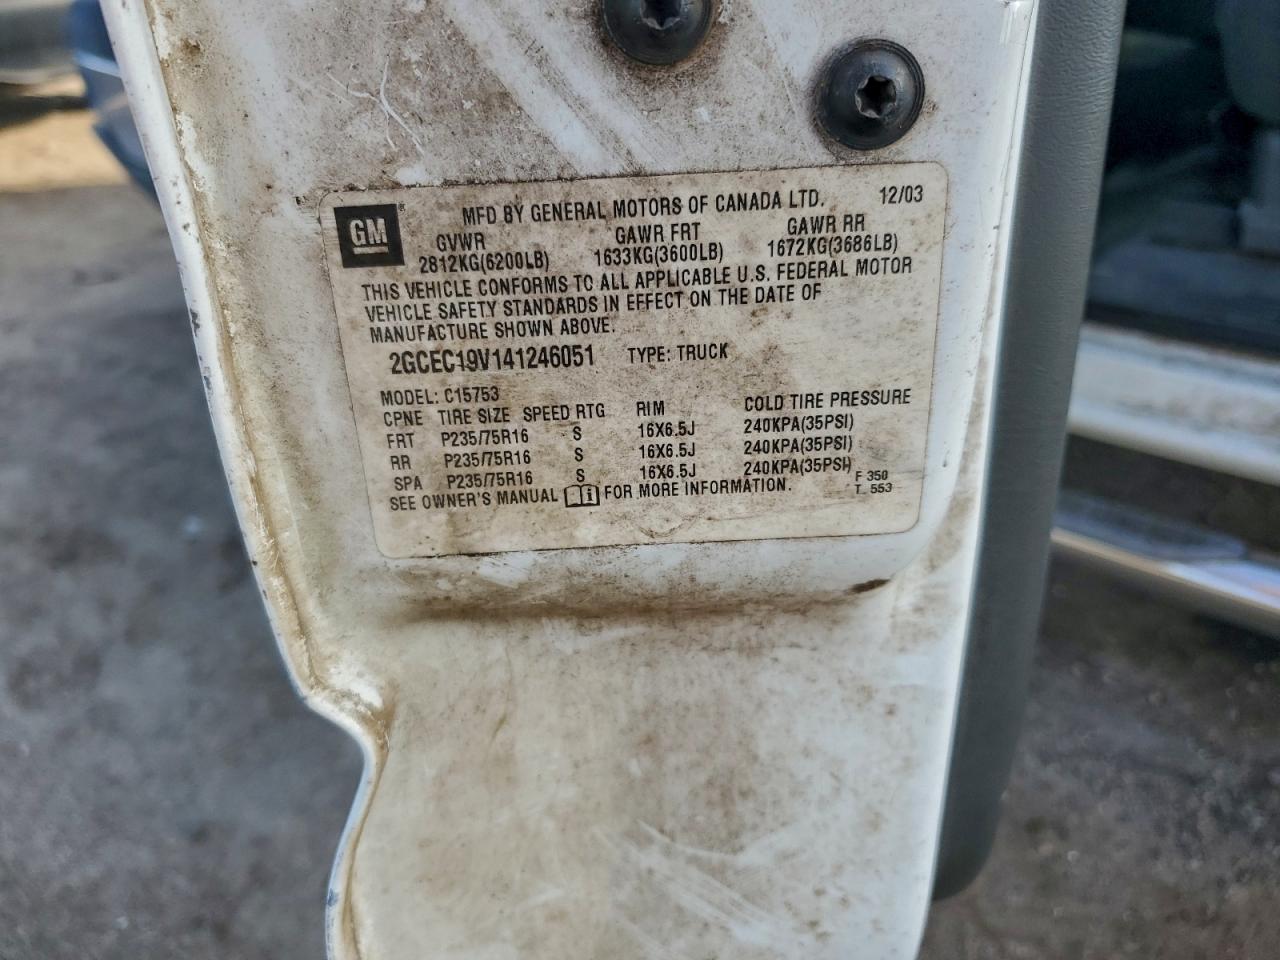 GM
MFD BY GENERAL MOTORS OF CANADA LTD. 12/03
GVWR GAWR FRT GAWR RR
2812KG(6200LB) 1633KG(3600LB) 1672KG(3686LB)
THIS VEHICLE CONFORMS TO ALL APPLICABLE U.S. FEDERAL MOTOR
VEHICLE SAFETY STANDARDS IN EFFECT ON THE DATE OF
MANUFACTURE SHOWN ABOVE.
2GCEC19V141246051 TYPE: TRUCK
MODEL: C15753
CPNE TIRE SIZE SPEED RTG RIM COLD TIRE PRESSURE
FRT P235/75R16 S 16X6.5J 240KPA(35PSI)
RR P235/75R16 S 16X6.5J 240KPA(35PSI)
SPA P235/75R16 S 16X6.5J 240KPA(35PSI)
SEE OWNER'S MANUAL FOR MORE INFORMATION.
F 350
T 553